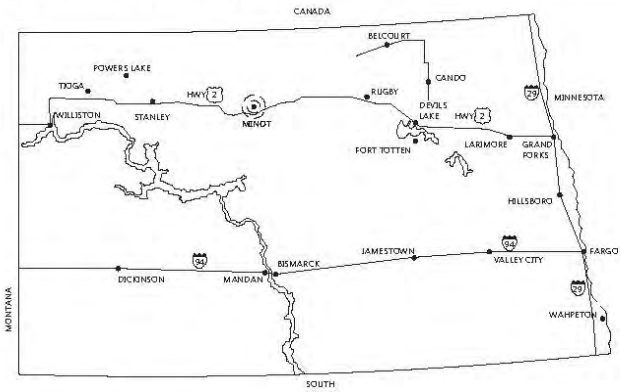 CANADA
BELCOURT
POWERS LAKE
TIOGA
HWY 2
CANDO
RUGBY
29
MINNESOTA
DEVILS
LAKE
HWY 2
WILLISTON
STANLEY
MINOT
FORT TOTTEN
LARIMORE
GRAND
FORKS
HILLSBORO
94
FARGO
JAMESTOWN
94
VALLEY CITY
BISMARCK
DICKINSON
MANDAN
29
MONTANA
WAHPETON
SOUTH